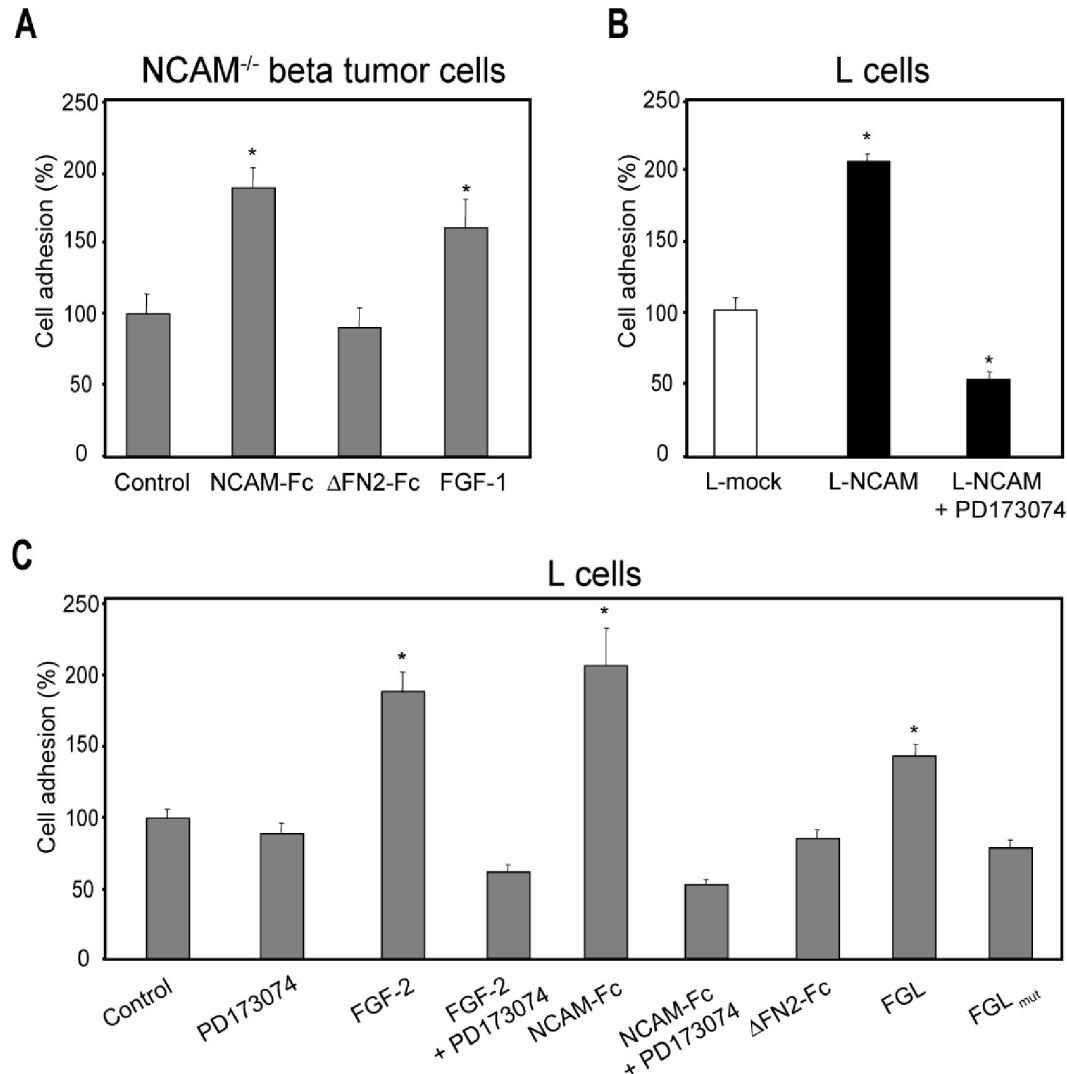 A
NCAM-/- beta tumor cells
Cell adhesion (%)
250
200
150
100
50
0
*
*
Control NCAM-Fc ΔFN2-Fc FGF-1
B
L cells
Cell adhesion (%)
250
200
150
100
50
0
*
*
L-mock L-NCAM L-NCAM
+ PD173074
C
L cells
Cell adhesion (%)
250
200
150
100
50
0
*
*
*
Control
PD173074
FGF-2
FGF-2
+ PD173074
NCAM-Fc
NCAM-Fc
+ PD173074
ΔFN2-Fc
FGL
FGL mut